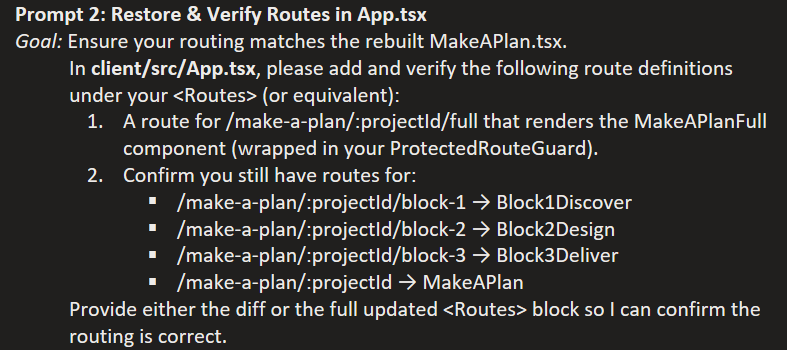 Prompt 2: Restore & Verify Routes in App.tsx
Goal: Ensure your routing matches the rebuilt MakeAPlan.tsx.
In client/src/App.tsx, please add and verify the following route definitions
under your <Routes> (or equivalent):
1. A route for /make-a-plan/:projectId/full that renders the MakeAPlanFull
component (wrapped in your ProtectedRouteGuard).
2. Confirm you still have routes for:
▪ /make-a-plan/:projectId/block-1 → Block1Discover
▪ /make-a-plan/:projectId/block-2 → Block2Design
▪ /make-a-plan/:projectId/block-3 → Block3Deliver
▪ /make-a-plan/:projectId → MakeAPlan
Provide either the diff or the full updated <Routes> block so I can confirm the
routing is correct.